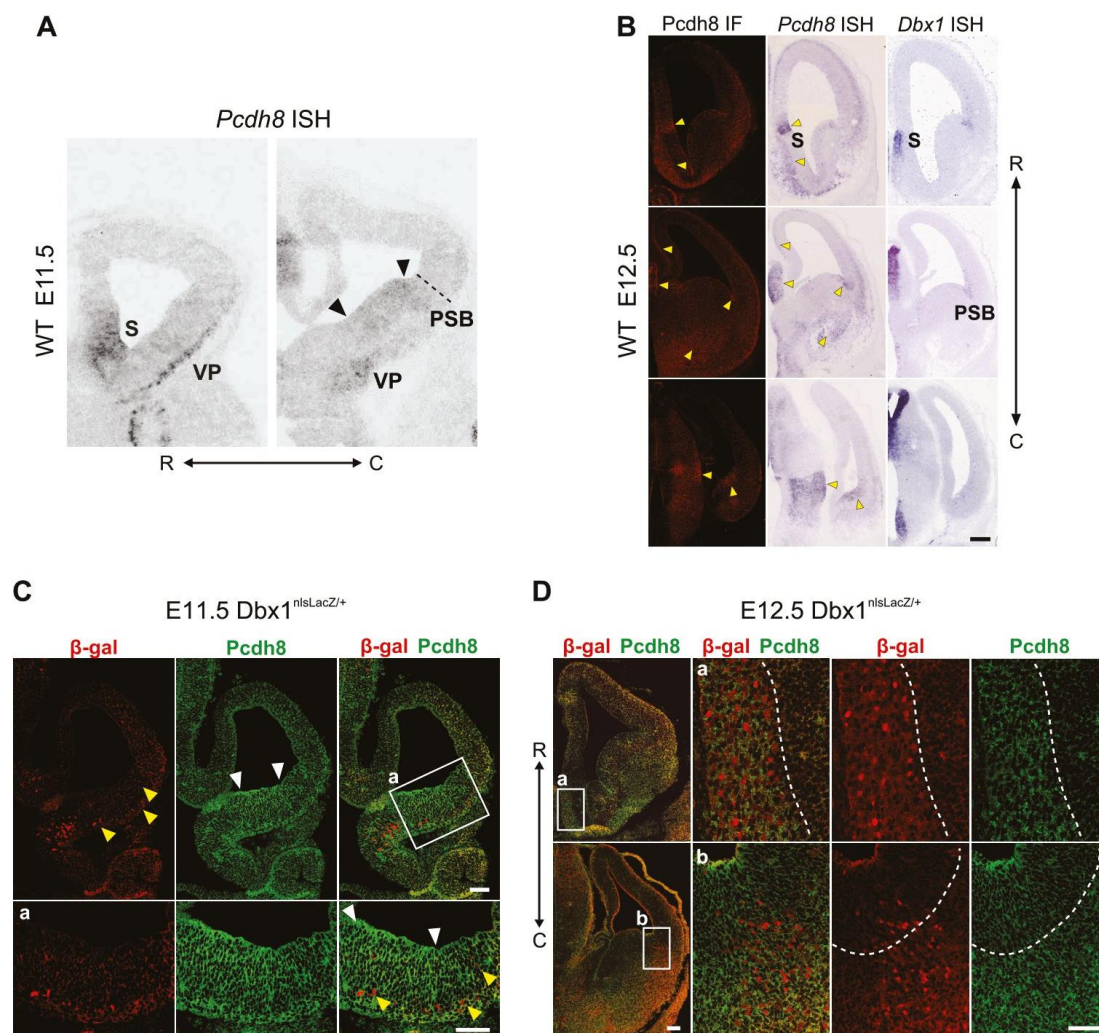 A
Pcdh8 ISH
WT E11.5
S
VP
PSB
VP
R C
B
Pcdh8 IF Pcdh8 ISH Dbx1 ISH
WT E12.5
S
S
PSB
R
C
C
E11.5 Dbx1nlsLacZ/+
β-gal Pcdh8 β-gal Pcdh8
a
a
D
E12.5 Dbx1nlsLacZ/+
β-gal Pcdh8 β-gal Pcdh8 β-gal Pcdh8
R
C
a
a
b
b